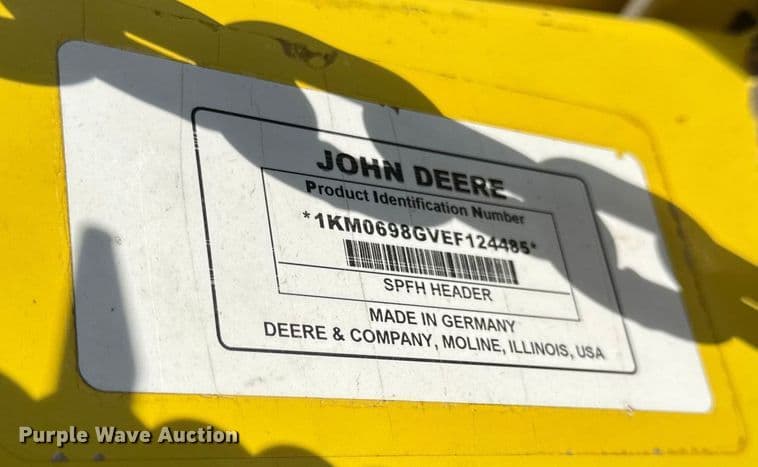 JOHN DEERE
Product Identification Number
*1KM0698GVEF124485*
SPFH HEADER
MADE IN GERMANY
DEERE & COMPANY, MOLINE, ILLINOIS, USA
Purple Wave Auction